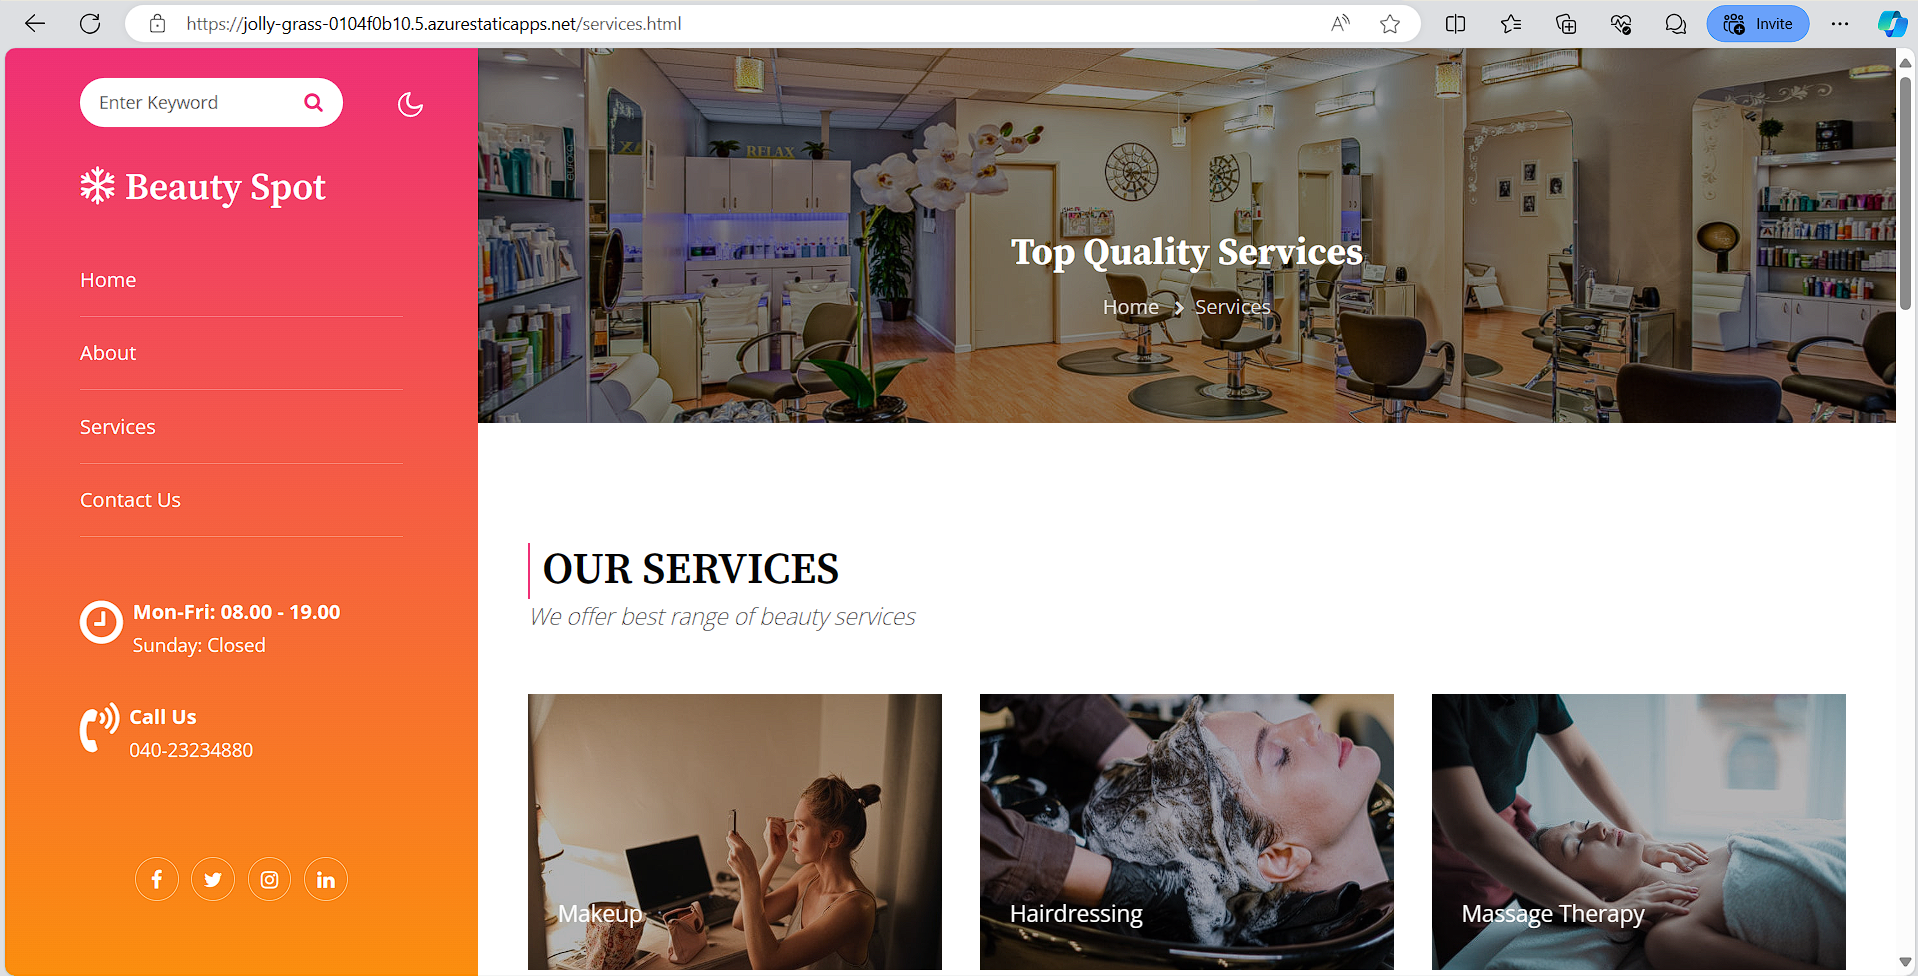 https://jolly-grass-0104f0b10.5.azurestaticapps.net/services.html
Invite
Enter Keyword
Beauty Spot
Home
About
Services
Contact Us
Mon-Fri: 08.00 - 19.00
Sunday: Closed
Call Us
040-23234880
RELAX
Top Quality Services
Home > Services
OUR SERVICES
We offer best range of beauty services
Makeup
Hairdressing
Massage Therapy